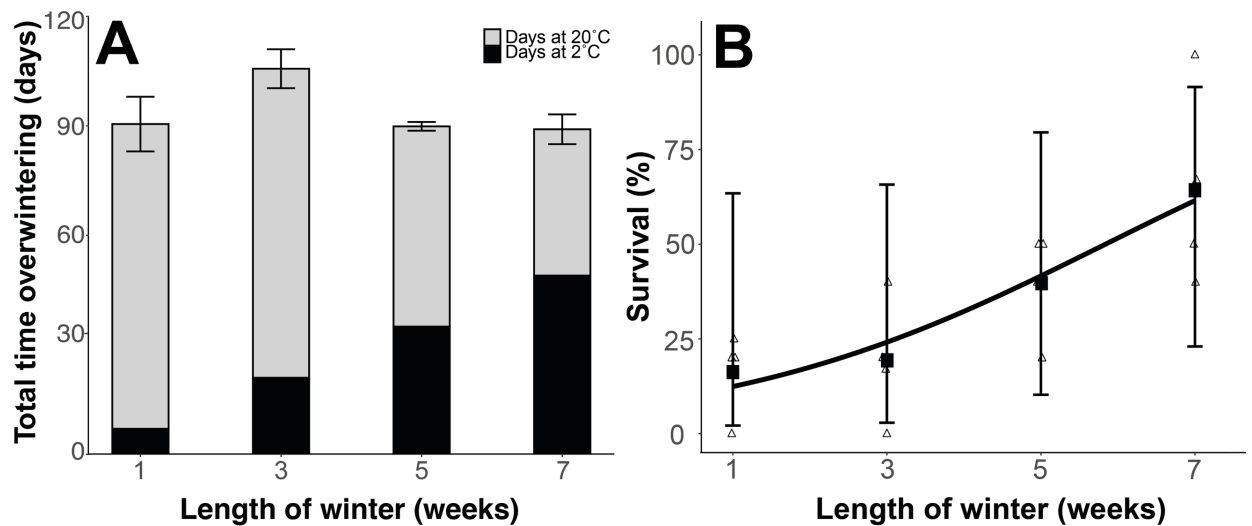 A
Days at 20°C
Days at 2°C
Total time overwintering (days)
120
90
60
30
0
1 3 5 7
Length of winter (weeks)
B
Survival (%)
100
75
50
25
0
1 3 5 7
Length of winter (weeks)